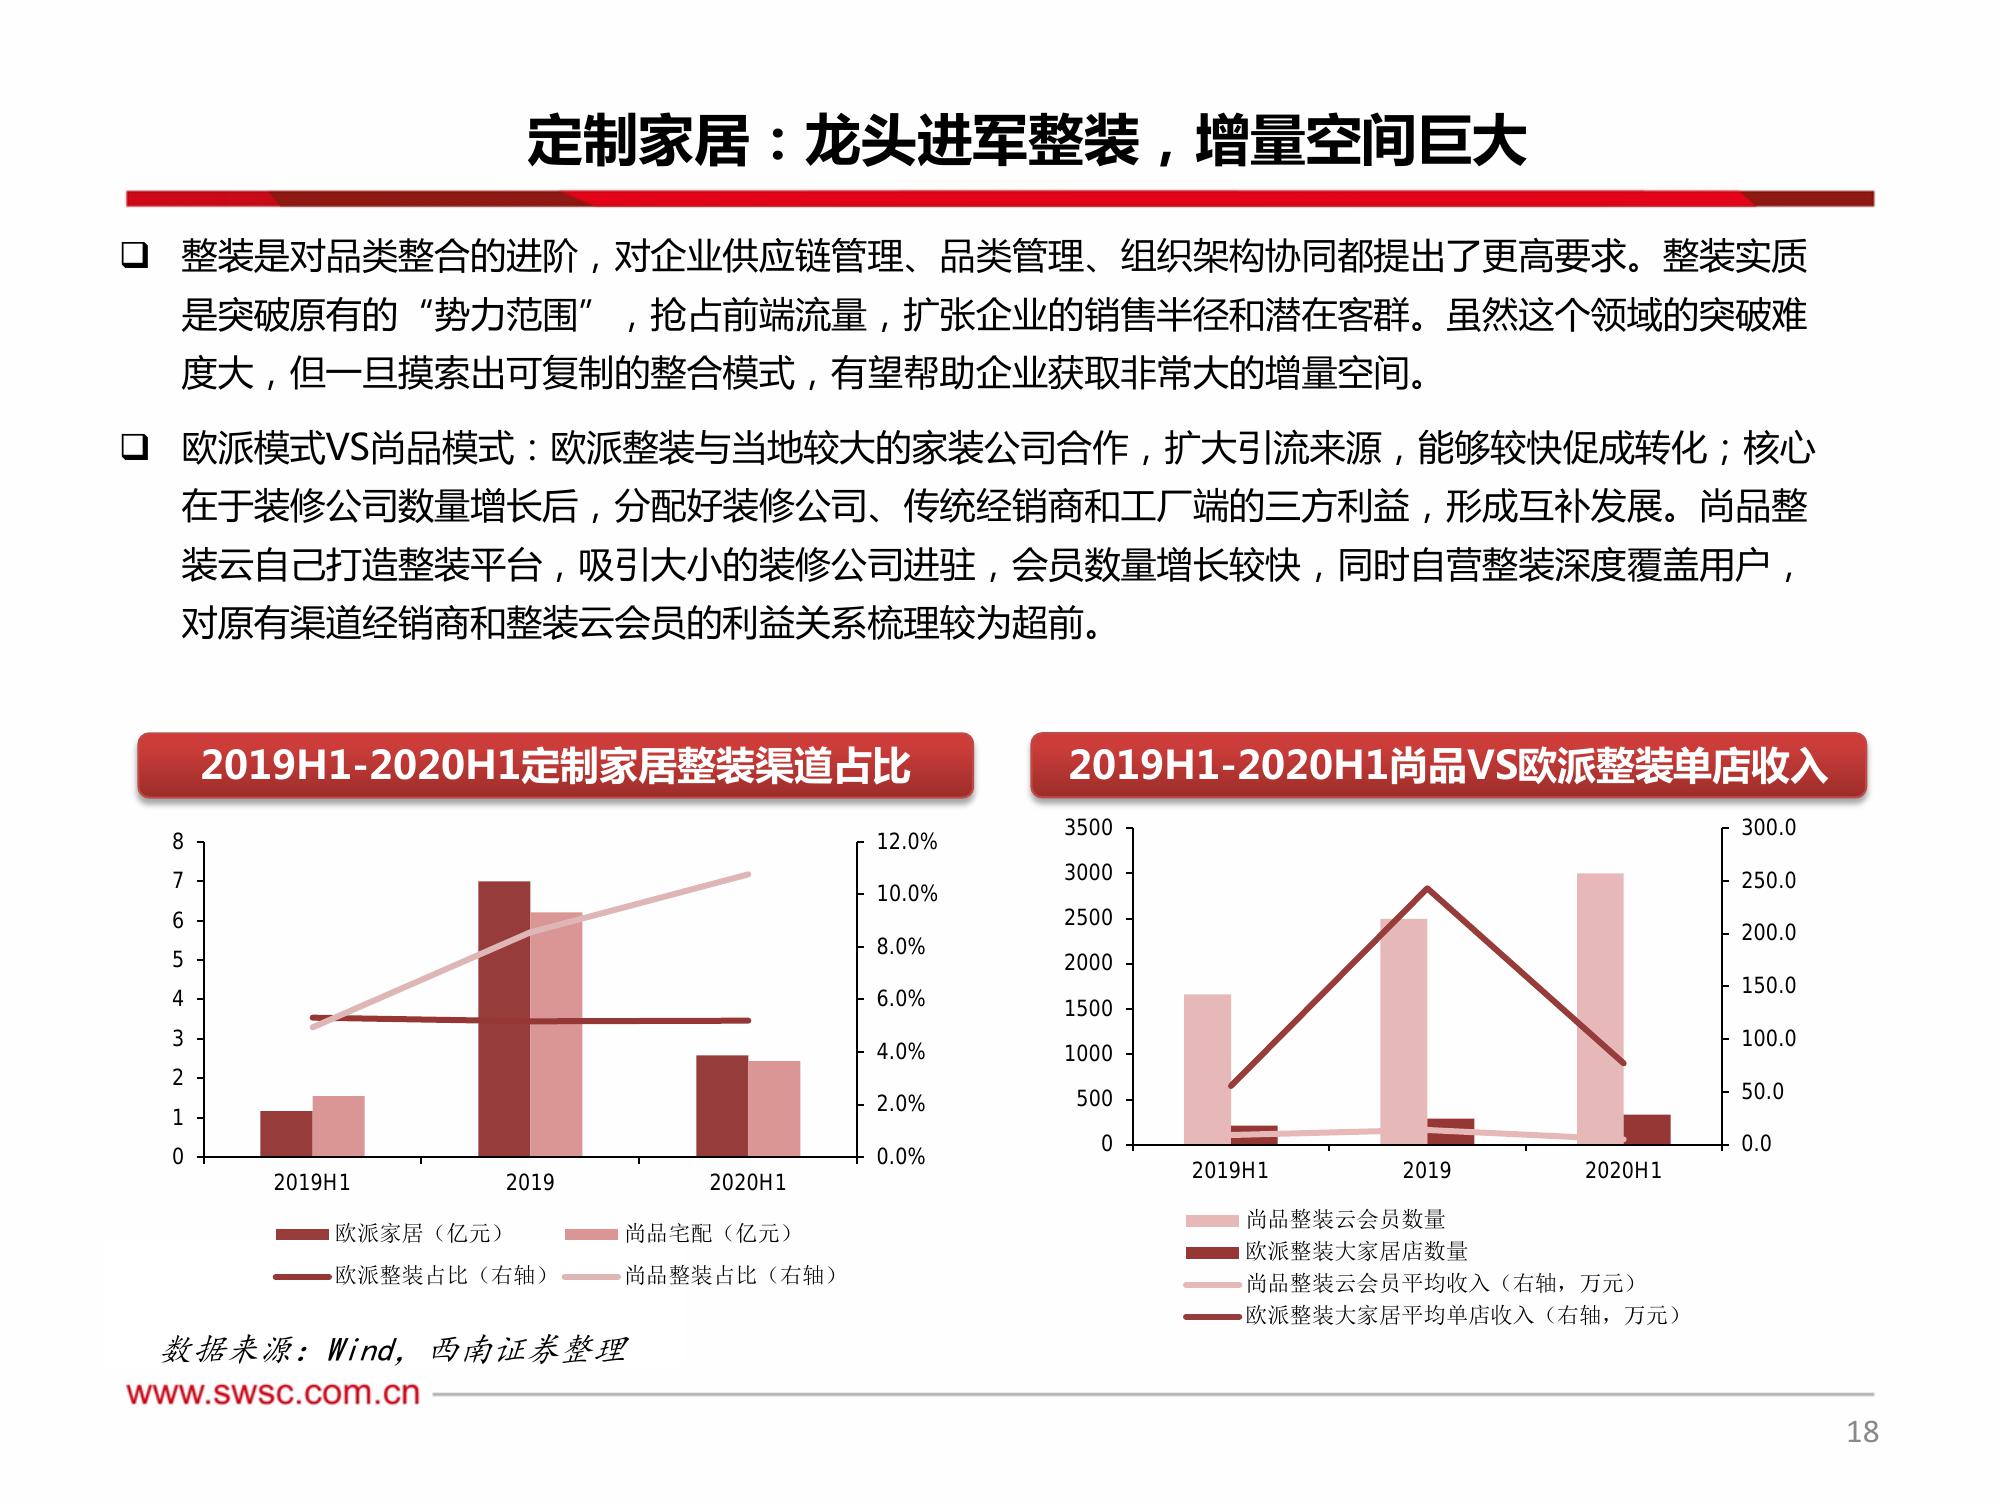 定制家居：龙头进军整装，增量空间巨大
❑ 整装是对品类整合的进阶，对企业供应链管理、品类管理、组织架构协同都提出了更高要求。整装实质
是突破原有的“势力范围”，抢占前端流量，扩张企业的销售半径和潜在客群。虽然这个领域的突破难
度大，但一旦摸索出可复制的整合模式，有望帮助企业获取非常大的增量空间。
❑ 欧派模式VS尚品模式：欧派整装与当地较大的家装公司合作，扩大引流来源，能够较快促成转化；核心
在于装修公司数量增长后，分配好装修公司、传统经销商和工厂端的三方利益，形成互补发展。尚品整
装云自己打造整装平台，吸引大小的装修公司进驻，会员数量增长较快，同时自营整装深度覆盖用户，
对原有渠道经销商和整装云会员的利益关系梳理较为超前。
2019H1-2020H1定制家居整装渠道占比
8
7
6
5
4
3
2
1
0
12.0%
10.0%
8.0%
6.0%
4.0%
2.0%
0.0%
2019H1 2019 2020H1
欧派家居（亿元） 尚品宅配（亿元）
欧派整装占比（右轴） 尚品整装占比（右轴）
2019H1-2020H1尚品VS欧派整装单店收入
3500
3000
2500
2000
1500
1000
500
0
300.0
250.0
200.0
150.0
100.0
50.0
0.0
2019H1 2019 2020H1
尚品整装云会员数量
欧派整装大家居店数量
尚品整装云会员平均收入（右轴，万元）
欧派整装大家居平均单店收入（右轴，万元）
数据来源：Wind，西南证券整理
www.swsc.com.cn
18